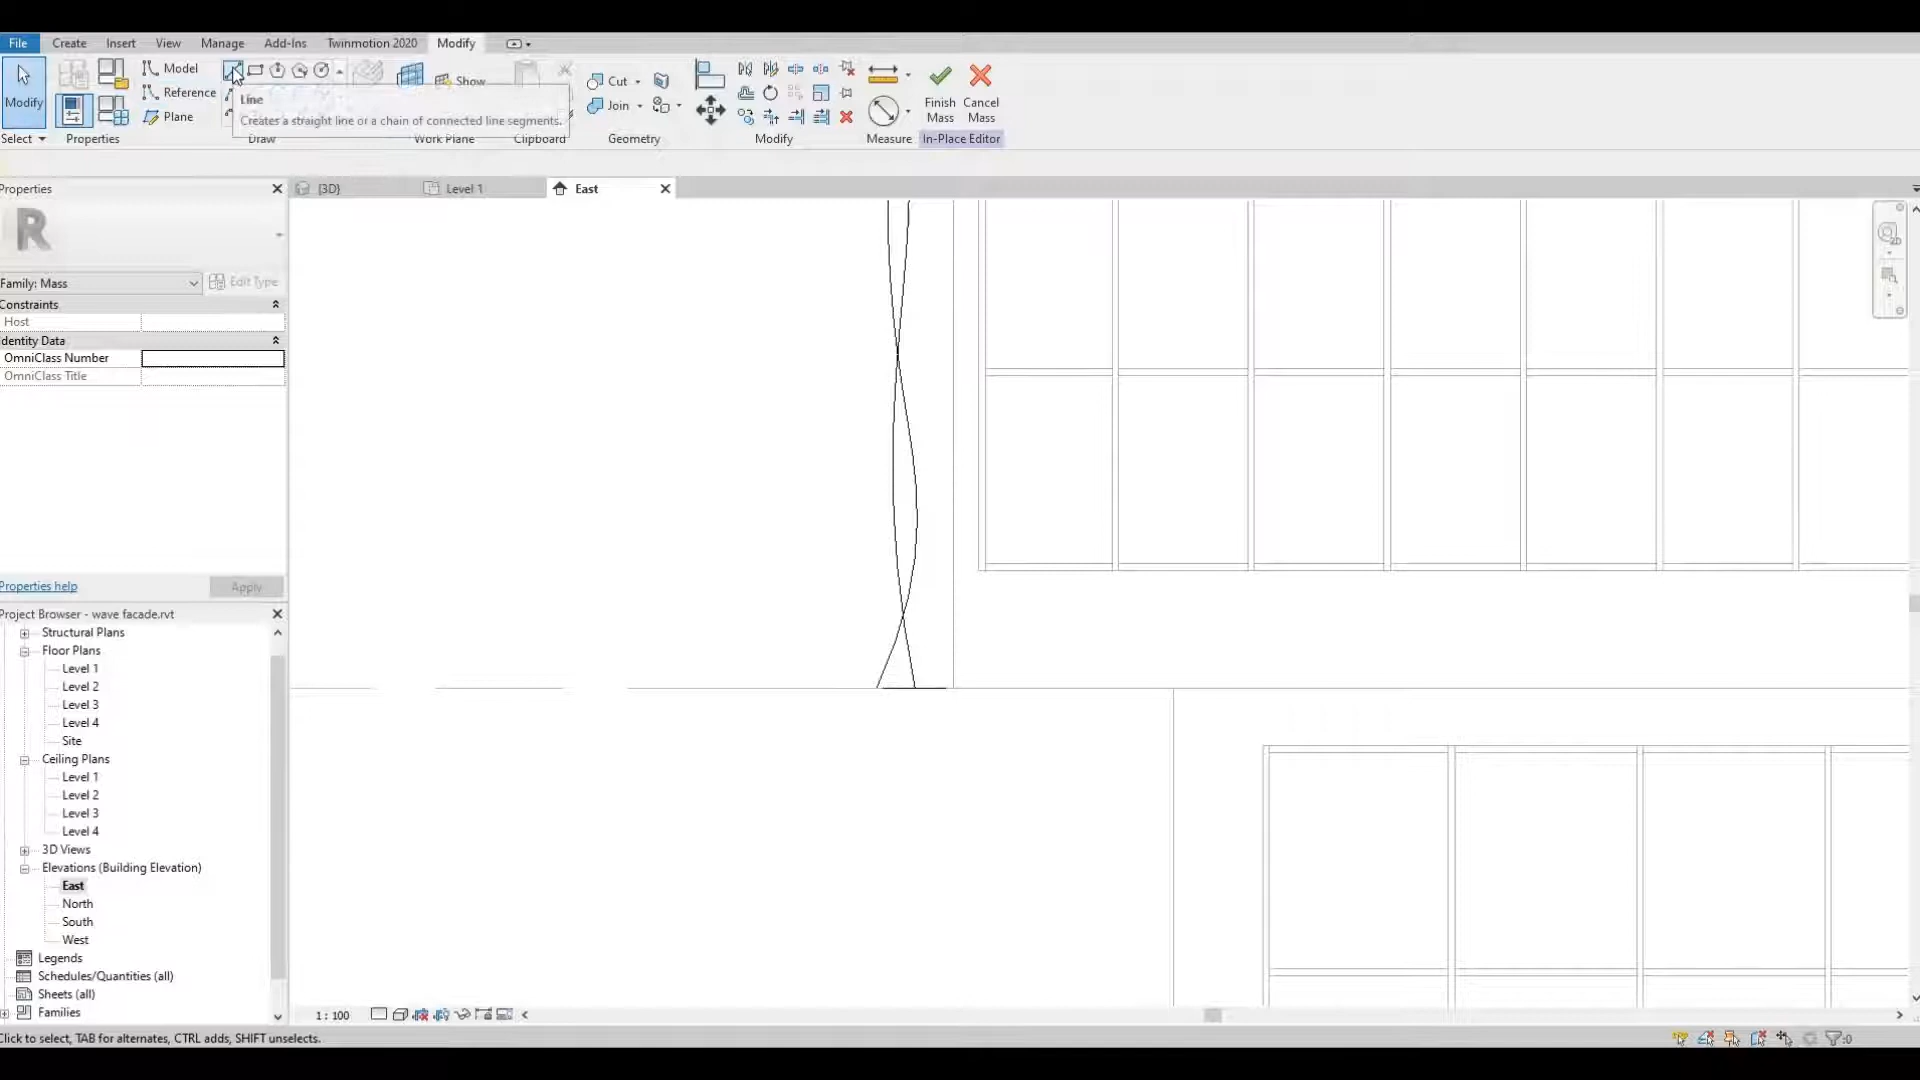 File Create Insert View Manage Add-Ins Twinmotion 2020 Modify
Modify
Model
Reference
Plane
Line
Creates a straight line or a chain of connected line segments.
Show
Cut
Join
Finish Mass
Cancel Mass
Select Properties Draw Work Plane Clipboard Geometry Modify Measure In-Place Editor
Properties
{3D} Level 1 East
R
Family: Mass
Edit Type
Constraints
Host
Identity Data
OmniClass Number
OmniClass Title
Properties help
Apply
Project Browser - wave facade.rvt
Structural Plans
Floor Plans
Level 1
Level 2
Level 3
Level 4
Site
Ceiling Plans
Level 1
Level 2
Level 3
Level 4
3D Views
Elevations (Building Elevation)
East
North
South
West
Legends
Schedules/Quantities (all)
Sheets (all)
Families
1 : 100
Click to select, TAB for alternates, CTRL adds, SHIFT unselects.
:0
2D